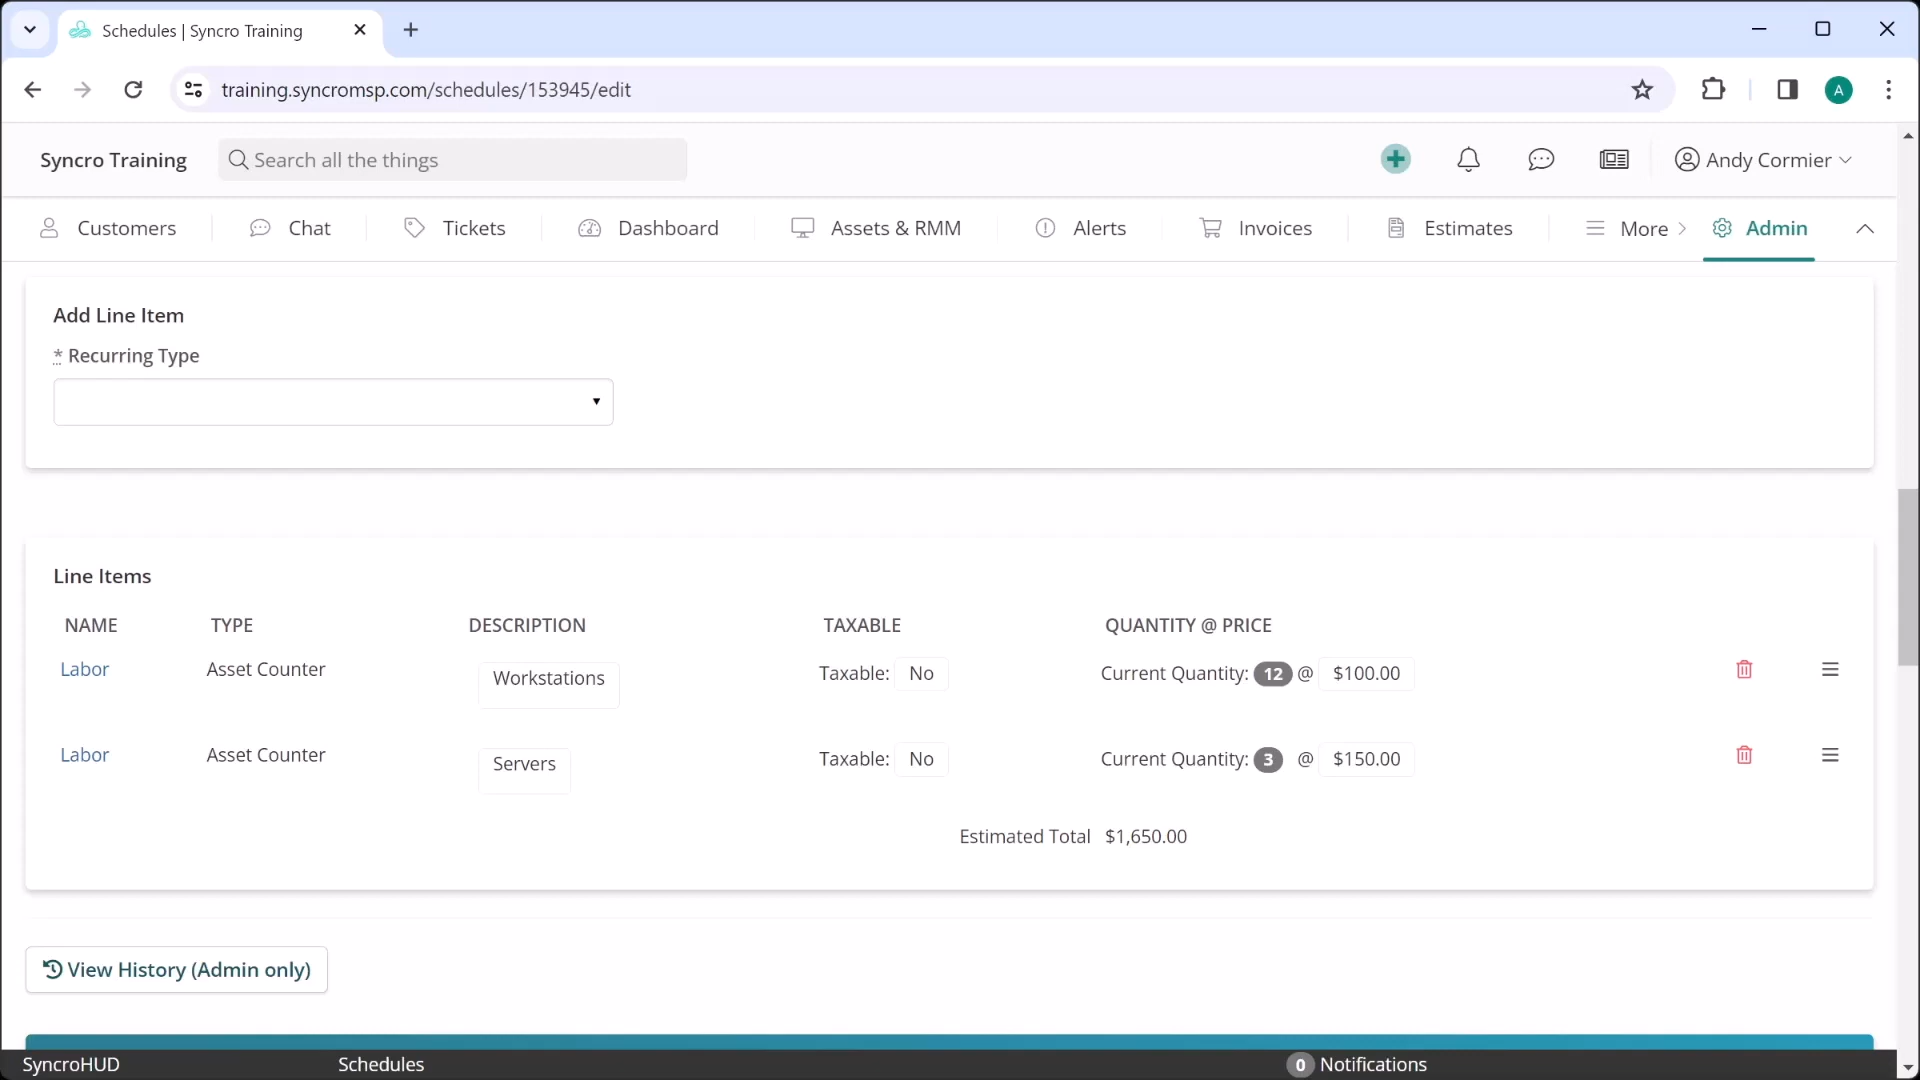 Schedules | Syncro Training
training.syncromsp.com/schedules/153945/edit
A
Syncro Training
Search all the things
Andy Cormier
Customers
Chat
Tickets
Dashboard
Assets & RMM
Alerts
Invoices
Estimates
More
Admin
Add Line Item
* Recurring Type
Line Items
NAME TYPE DESCRIPTION TAXABLE QUANTITY @ PRICE
Labor Asset Counter Workstations Taxable: No Current Quantity: 12 @ $100.00
Labor Asset Counter Servers Taxable: No Current Quantity: 3 @ $150.00
Estimated Total $1,650.00
View History (Admin only)
SyncroHUD Schedules 0 Notifications